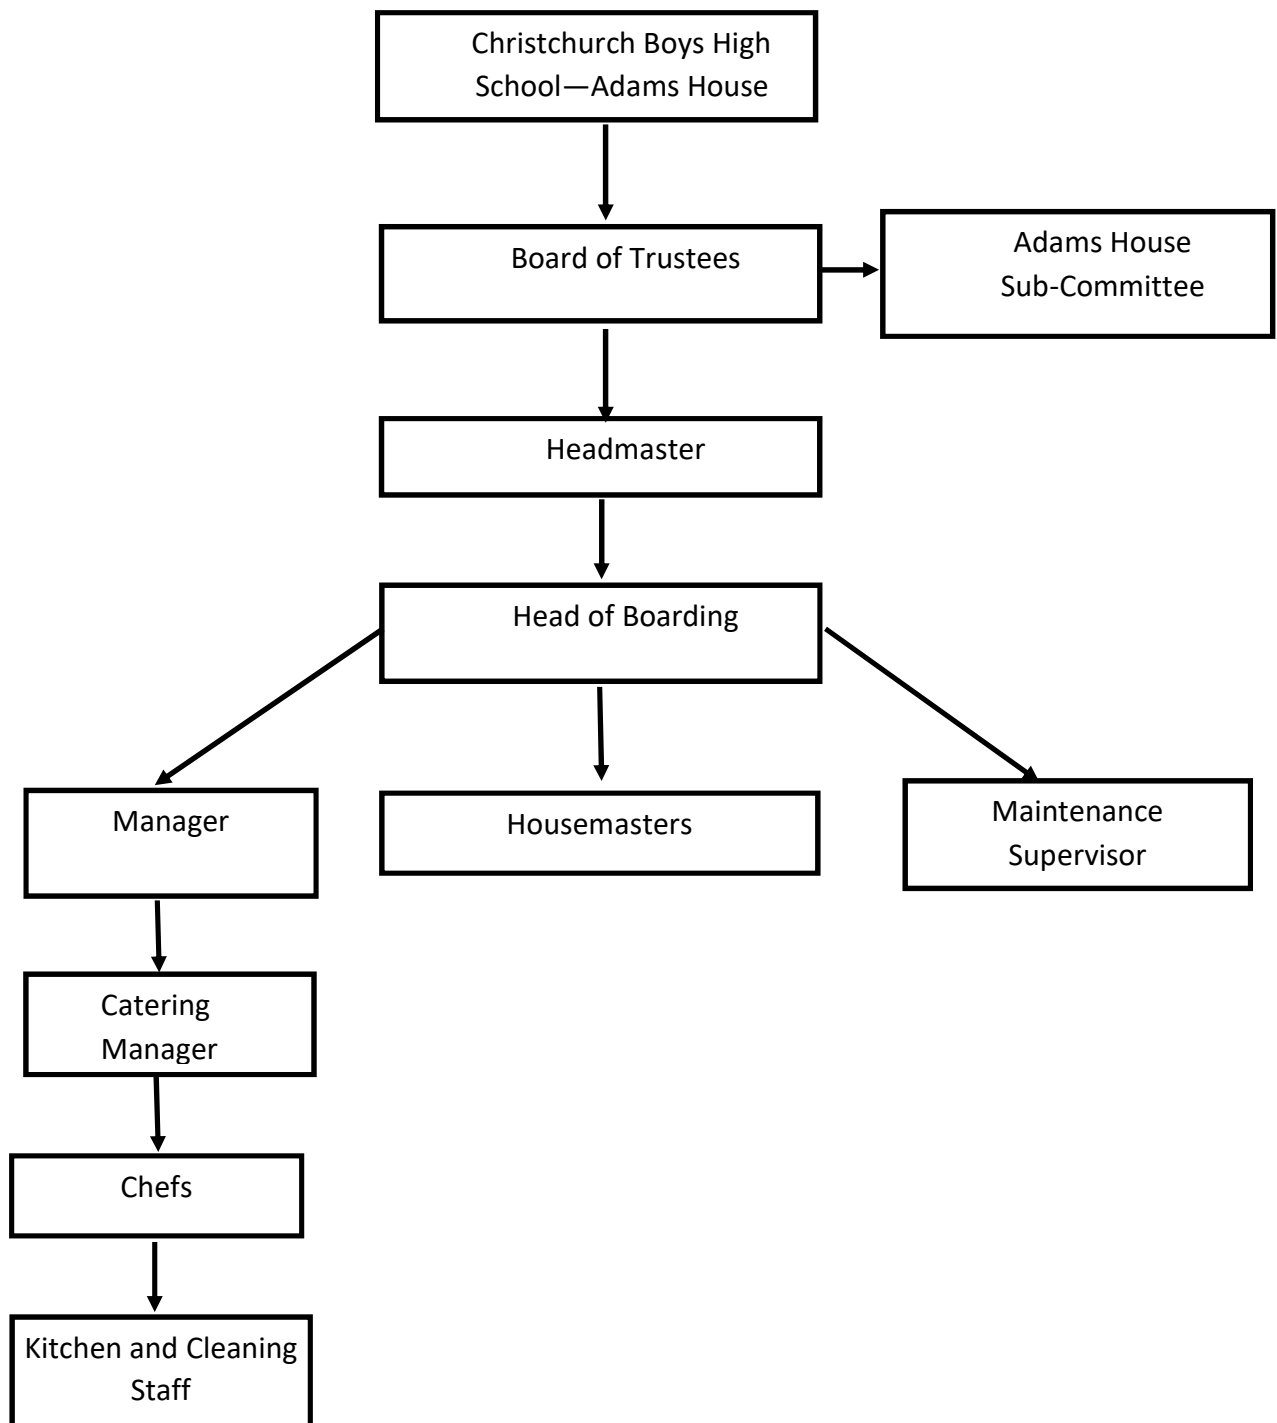 Christchurch Boys High
School—Adams House
Board of Trustees
Adams House
Sub-Committee
Headmaster
Head of Boarding
Manager
Housemasters
Maintenance
Supervisor
Catering
Manager
Chefs
Kitchen and Cleaning
Staff